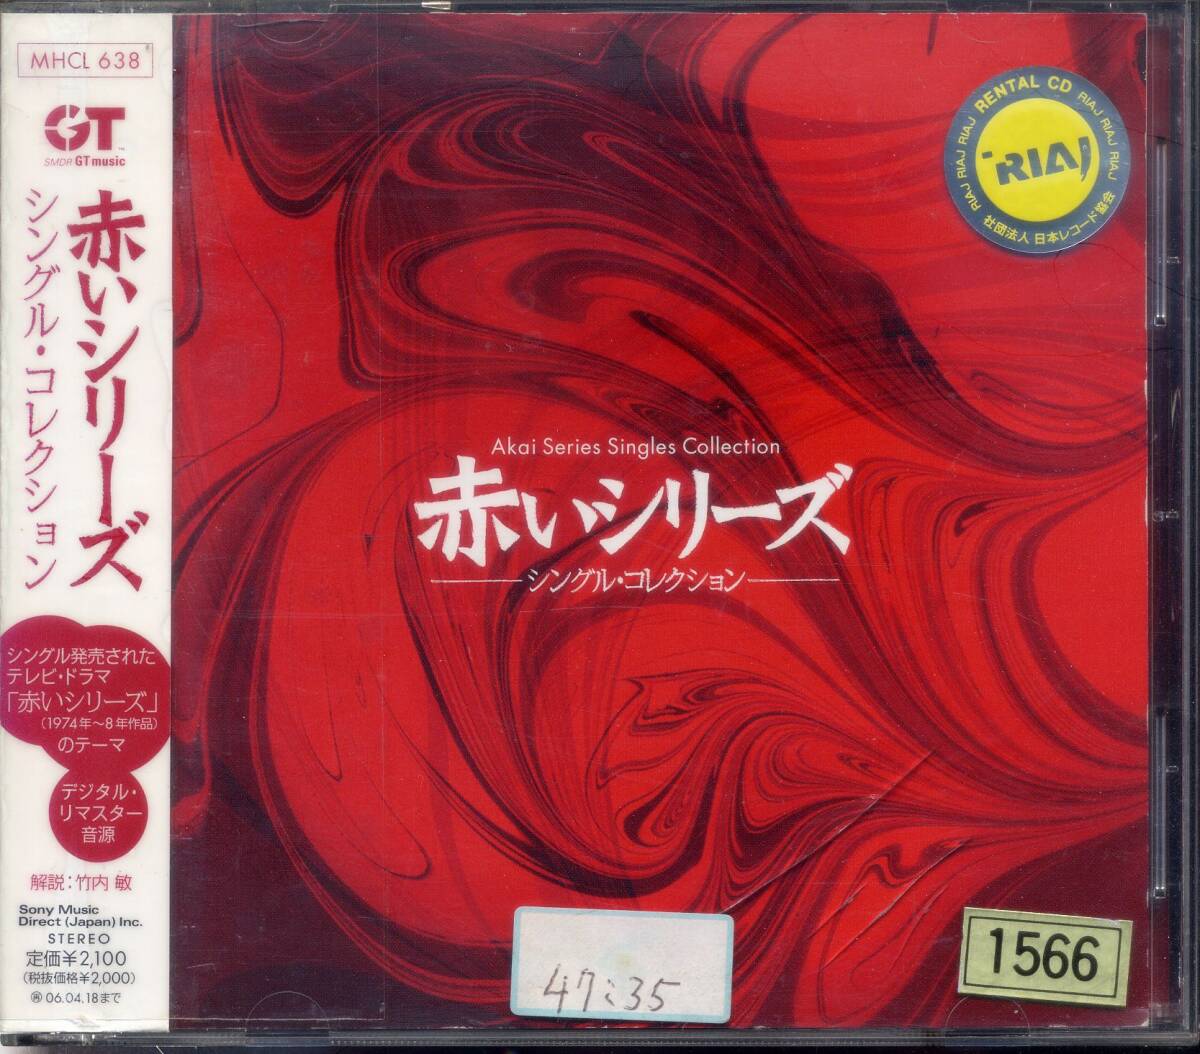 MHCL 638
GT
SMDR GT music
赤いシリーズ
シングル・コレクション
シングル発売された
テレビ・ドラマ
「赤いシリーズ」
(1974年〜8年作品)
のテーマ
デジタル・
リマスター
音源
解説：竹内 敏
Sony Music
Direct (Japan) Inc.
STEREO
定価¥2,100
(税抜価格¥2,000)
06.04.18まで
RENTAL CD
RIAJ RIAJ RIAJ
RIAJ RIAJ RIAJ RIAJ
RIAJ
社団法人 日本レコード協会
Akai Series Singles Collection
赤いシリーズ
シングル・コレクション
47:35
1566